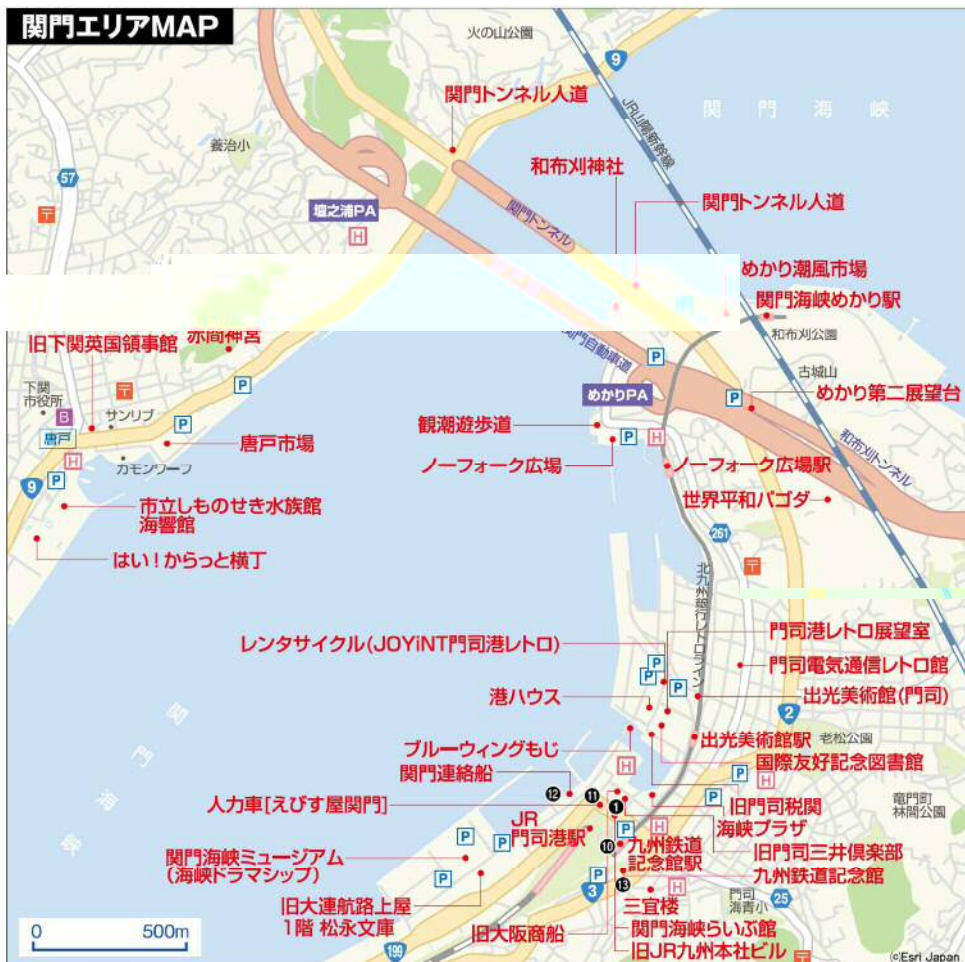 関門エリアMAP
火の山公園
9
関門海峡
関門トンネル人道
JR山陽新幹線
養治小
57
〒
和布刈神社
関門トンネル人道
壇之浦PA
H
関門トンネル
めかり潮風市場
関門海峡めかり駅
和布刈公園
赤間神宮
旧下関英国領事館
関門自動車道
P
古城山
下関
市役所
〒
P
めかりPA
めかり第二展望台
B
サンリブ
P
観潮遊歩道
唐戸
唐戸市場
P
H
和布刈トンネル
H
カモンワーフ
ノーフォーク広場
ノーフォーク広場駅
9
P
世界平和パゴダ
市立しものせき水族館
海響館
261
はい!からっと横丁
〒
北九州銀行レトロライン
レンタサイクル(JOYiNT門司港レトロ)
門司港レトロ展望室
P
P
P
門司電気通信レトロ館
港ハウス
出光美術館(門司)
2
関門海峡
ブルーウィングもじ
出光美術館駅
老松公園
国際友好記念図書館
H
P
H
関門連絡船
12
11
1
P
旧門司税関
竜門町
林間公園
人力車[えびす屋関門]
海峡プラザ
JR
門司港駅
P
H
P
P
10
九州鉄道
記念館駅
旧門司三井倶楽部
関門海峡ミュージアム
(海峡ドラマシップ)
P
九州鉄道記念館
3
13
H
門司
海青小
25
旧大連航路上屋
1階 松永文庫
三宜楼
旧大阪商船
関門海峡らいぶ館
旧JR九州本社ビル
0
500m
199
〒
©Esri Japan